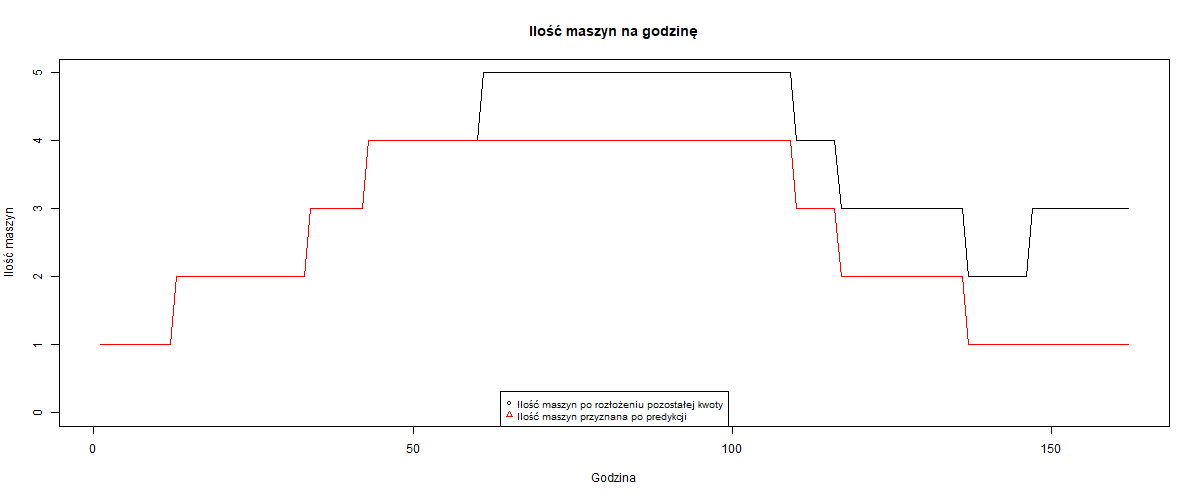 Ilość maszyn na godzinę
Ilość maszyn
5
4
3
2
1
0
Ilość maszyn po rozłożeniu pozostałej kwoty
Ilość maszyn przyznana po predykcji
0 50 100 150
Godzina